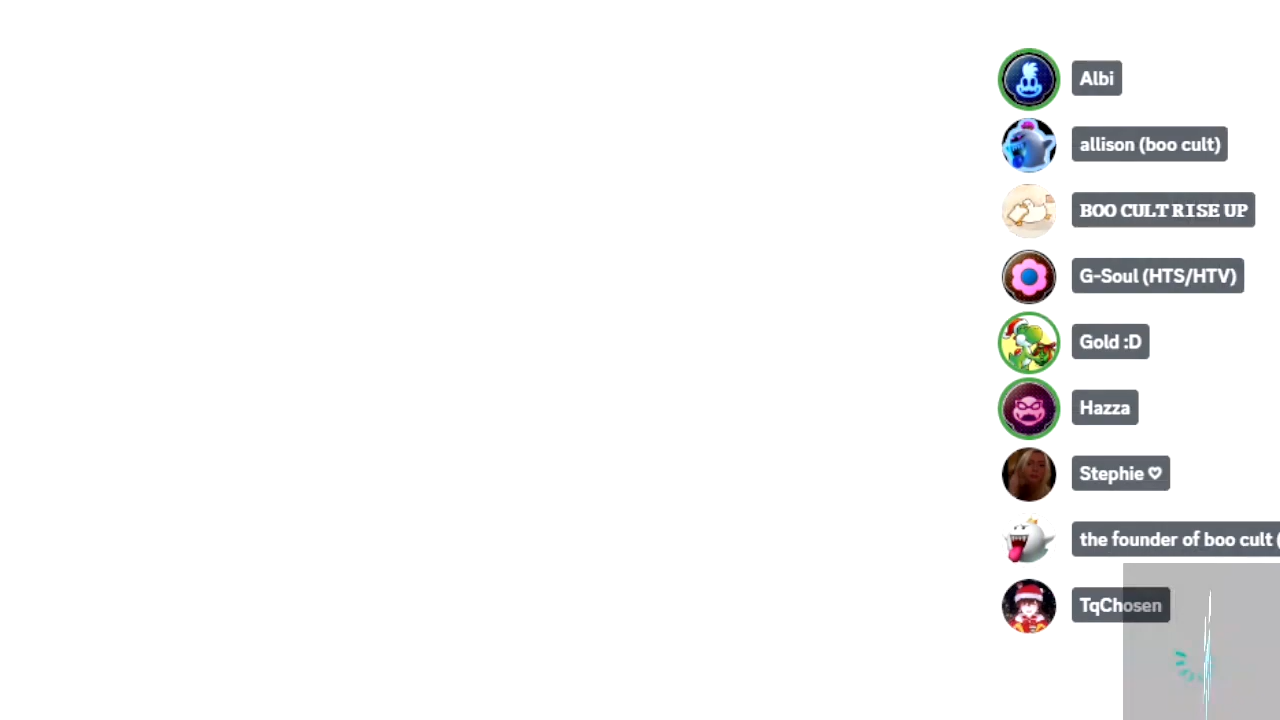 Albi
allison (boo cult)
BOO CULT RISE UP
G-Soul (HTS/HTV)
Gold :D
Hazza
Stephie ♡
the founder of boo cult (
TqChosen